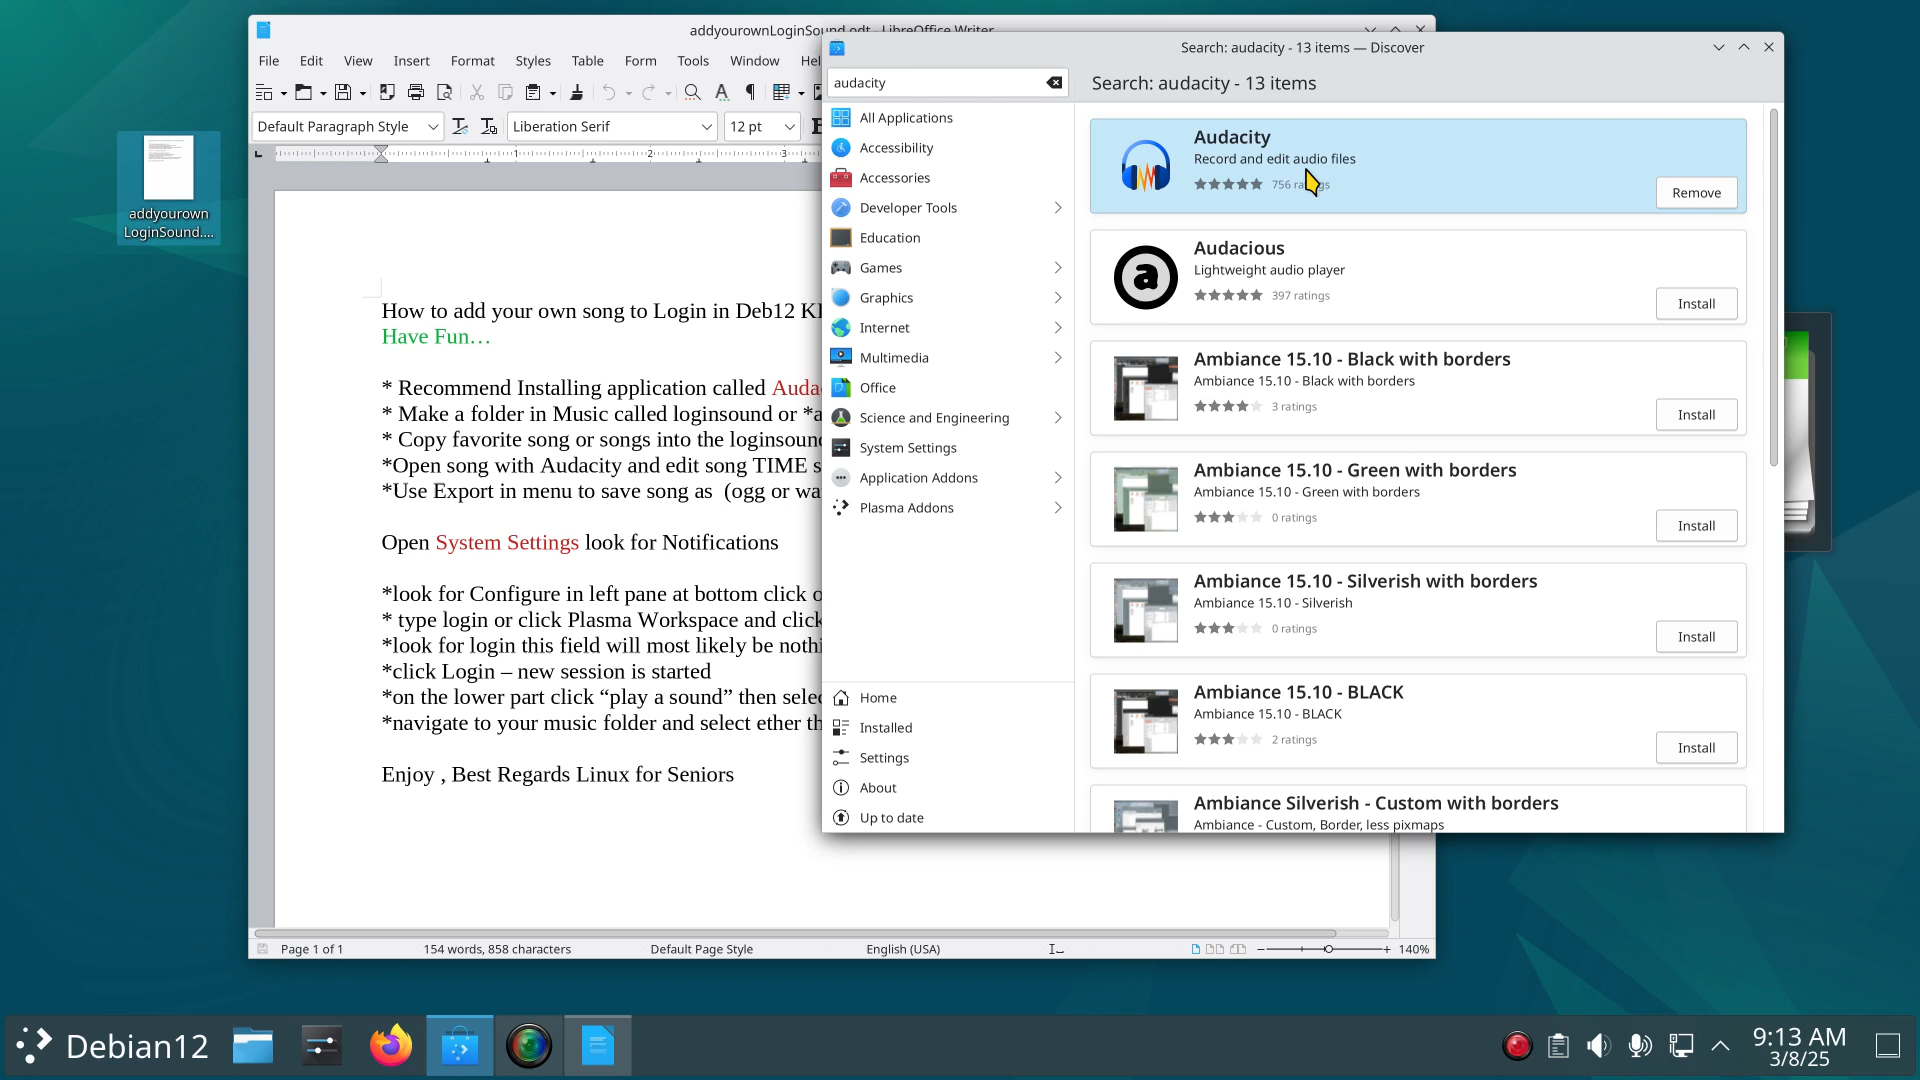 addyourownLoginSound.odt - LibreOffice Writer
File Edit View Insert Format Styles Table Form Tools Window
Default Paragraph Style
Liberation Serif
12 pt
1 2 3
addyourown
LoginSound....
How to add your own song to Login in Deb12
Have Fun…
* Recommend Installing application called
* Make a folder in Music called loginsound or
* Copy favorite song or songs into the
*Open song with Audacity and edit song TIME
*Use Export in menu to save song as (ogg or
Open System Settings look for Notifications
*look for Configure in left pane at bottom click
* type login or click Plasma Workspace and
*look for login this field will most likely be
*click Login – new session is started
*on the lower part click “play a sound” then
*navigate to your music folder and select ether
Enjoy , Best Regards Linux for Seniors
Page 1 of 1
154 words, 858 characters
Default Page Style
English (USA)
140%
Search: audacity - 13 items — Discover
audacity
Search: audacity - 13 items
All Applications
Accessibility
Accessories
Developer Tools
Education
Games
Graphics
Internet
Multimedia
Office
Science and Engineering
System Settings
Application Addons
Plasma Addons
Home
Installed
Settings
About
Up to date
Audacity
Record and edit audio files
756 ratings
Remove
Audacious
Lightweight audio player
397 ratings
Install
Ambiance 15.10 - Black with borders
Ambiance 15.10 - Black with borders
3 ratings
Install
Ambiance 15.10 - Green with borders
Ambiance 15.10 - Green with borders
0 ratings
Install
Ambiance 15.10 - Silverish with borders
Ambiance 15.10 - Silverish
0 ratings
Install
Ambiance 15.10 - BLACK
Ambiance 15.10 - BLACK
2 ratings
Install
Ambiance Silverish - Custom with borders
Ambiance - Custom, Border, less pixmaps
Debian12
9:13 AM
3/8/25